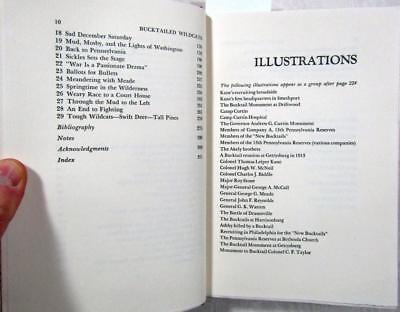 10
BUCKTAILED WILDCATS
18 Sad December Saturday
19 Mud, Mosby, and the Lights of Washington
20 Back to Pennsylvania
21 Sickles Sets the Stage
22 "War Is a Passionate Drama"
23 Ballots for Bullets
24 Meandering with Meade
25 Springtime in the Wilderness
26 Weary Race to a Court House
27 Through the Mud to the Left
28 An End to Fighting
29 Tough Wildcats—Swift Deer—Tall Pines
Bibliography
Notes
Acknowledgments
Index
ILLUSTRATIONS
The following illustrations appear as a group after page 224
Kane's recruiting broadside
Kane's few headquarters in Smethport
The Bucktail Monument at Driftwood
Camp Curtin
Camp Curtin Hospital
The Governor Andrew G. Curtin Monument
Members of Company A, 13th Pennsylvania Reserves
Members of the "New Bucktails"
Members of the 13th Pennsylvania Reserves (various companies)
The Akely brothers
A Bucktail reunion at Gettysburg in 1913
Colonel Thomas Leiper Kane
Colonel Hugh W. McNeil
Colonel Charles J. Biddle
Major Roy Stone
Major General George A. McCall
Major General George G. Meade
General John F. Reynolds
General G. K. Warren
The Battle of Dranesville
The Bucktails at Harrisonburg
Ashby killed by a Bucktail
Recruiting in Philadelphia for the "New Bucktails"
The Pennsylvania Reserves at Bethesda Church
The Bucktail Monument at Gettysburg
Monument to Bucktail Colonel C. F. Taylor